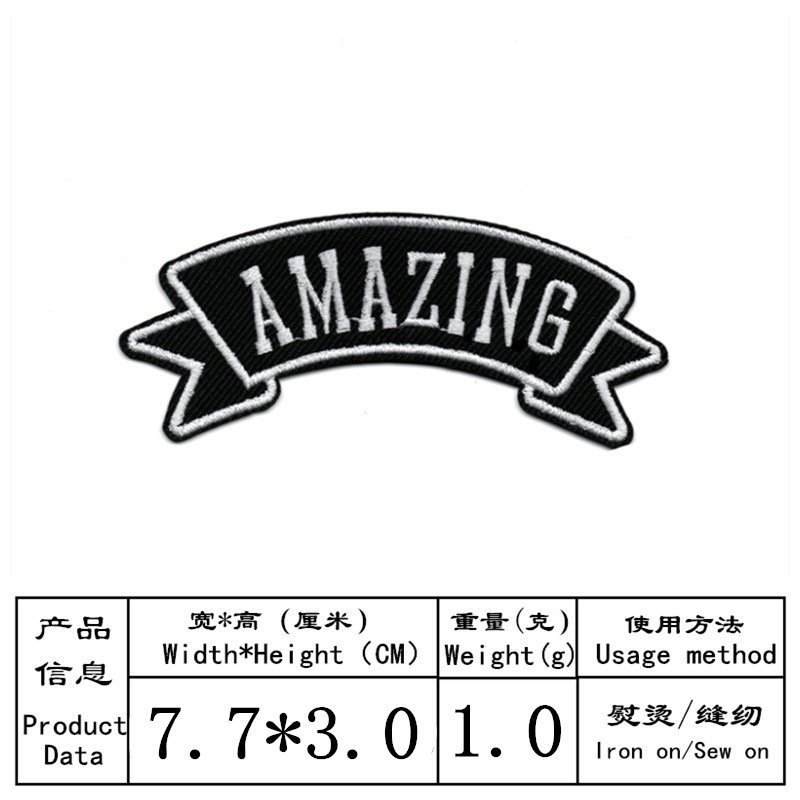 AMAZING
产品
信息
Product
Data
宽*高 (厘米)
Width*Height (CM)
重量(克)
Weight(g)
使用方法
Usage method
7.7*3.0
1.0
熨烫/缝纫
Iron on/Sew on